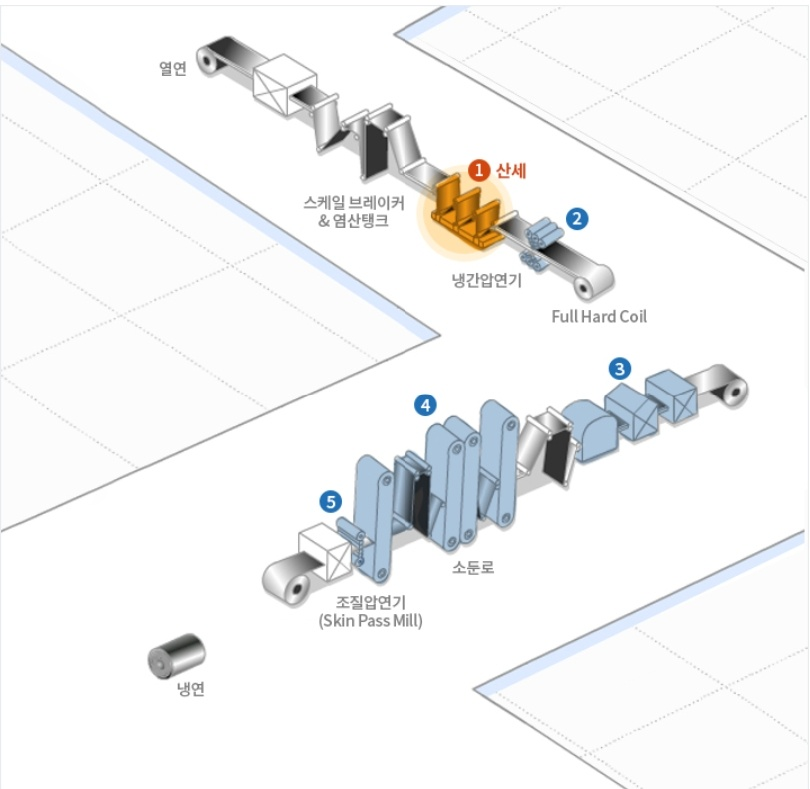 열연
1 산세
스케일 브레이커
& 염산탱크
2
냉간압연기
Full Hard Coil
3
4
5
소둔로
조질압연기
(Skin Pass Mill)
냉연